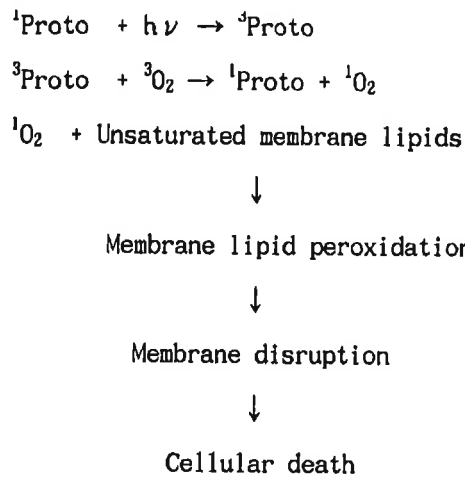 ¹Proto + hν → ³Proto
³Proto + ³O₂ → ¹Proto + ¹O₂
¹O₂ + Unsaturated membrane lipids
↓
Membrane lipid peroxidation
↓
Membrane disruption
↓
Cellular death